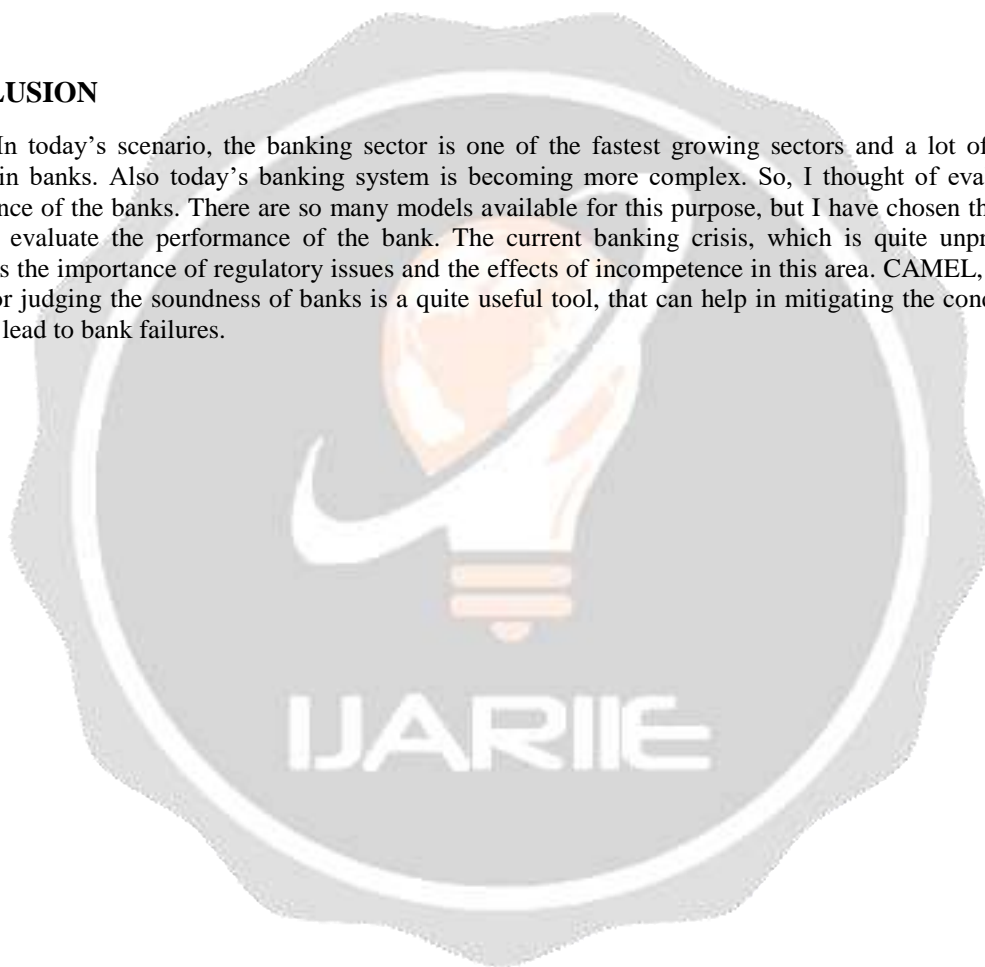 LUSION
In today's scenario, the banking sector is one of the fastest growing sectors and a lot of
in banks. Also today's banking system is becoming more complex. So, I thought of eva
nce of the banks. There are so many models available for this purpose, but I have chosen th
evaluate the performance of the bank. The current banking crisis, which is quite unpr
s the importance of regulatory issues and the effects of incompetence in this area. CAMEL,
or judging the soundness of banks is a quite useful tool, that can help in mitigating the con
lead to bank failures.
IJARIIE